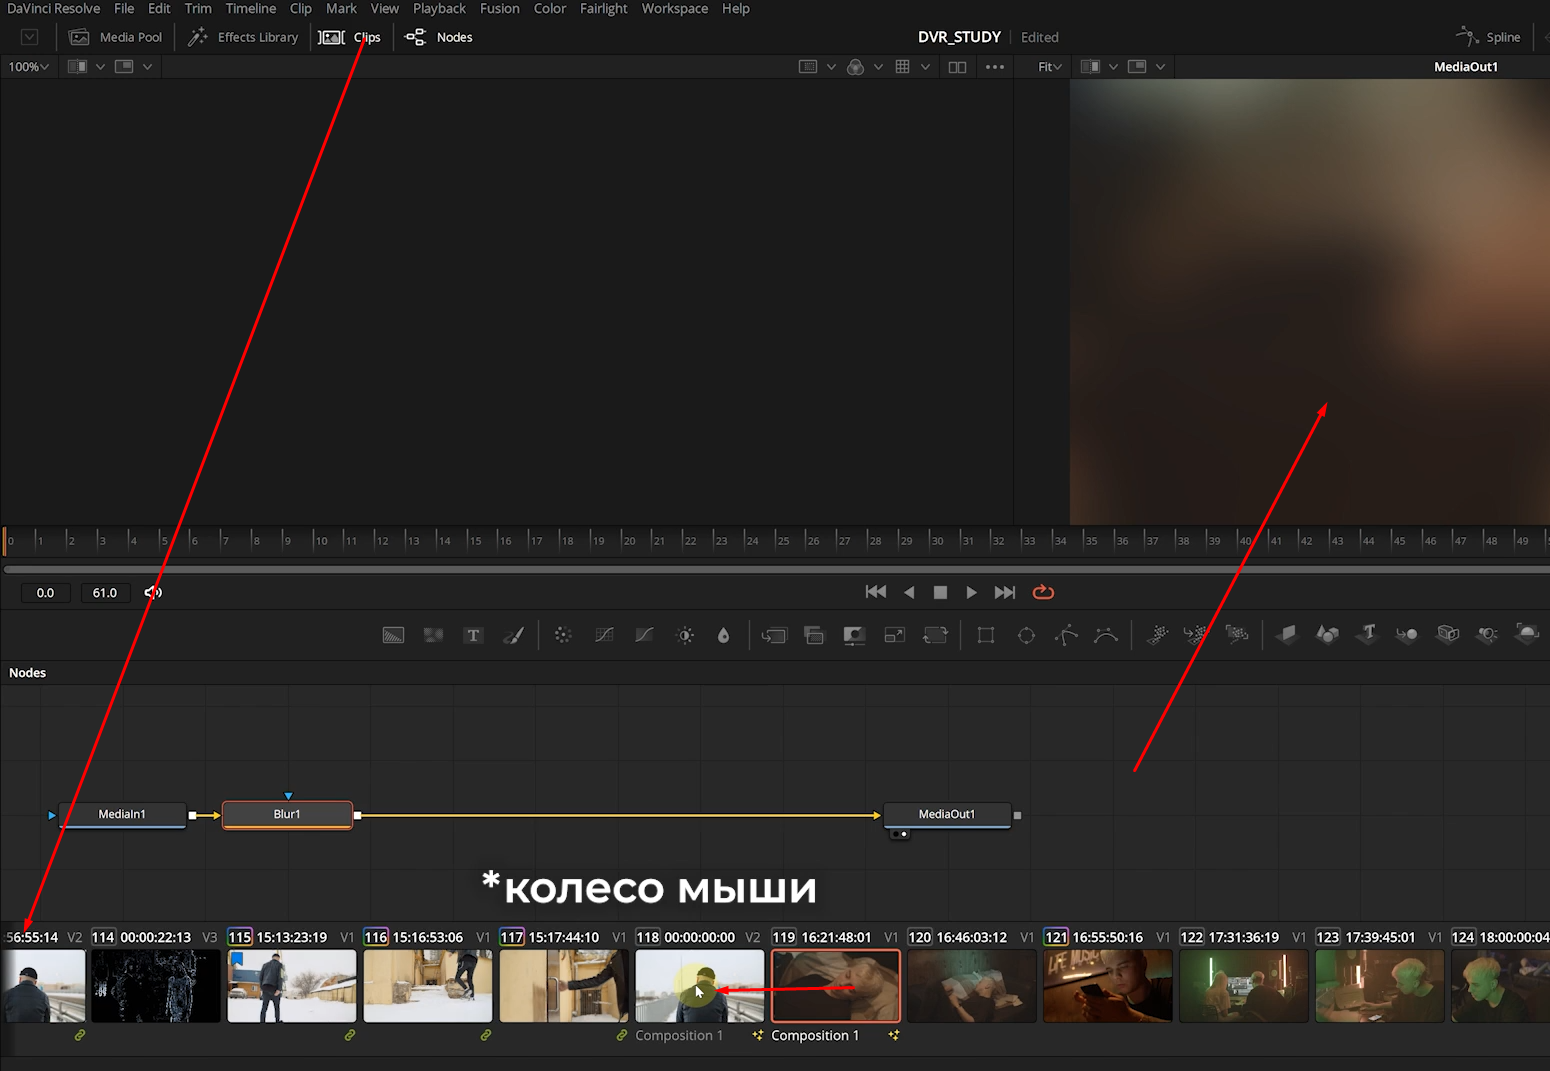 DaVinci Resolve File Edit Trim Timeline Clip Mark View Playback Fusion Color Fairlight Workspace Help
Media Pool Effects Library Clips Nodes DVR_STUDY Edited Spline
100% Fit MediaOut1
0 1 2 3 4 5 6 7 8 9 10 11 12 13 14 15 16 17 18 19 20 21 22 23 24 25 26 27 28 29 30 31 32 33 34 35 36 37 38 39 40 41 42 43 44 45 46 47 48 49
0.0 61.0
T T
Nodes
MediaIn1 Blur1 MediaOut1
*колесо мыши
:56:55:14 V2 114 00:00:22:13 V3 115 15:13:23:19 V1 116 15:16:53:06 V1 117 15:17:44:10 V1 118 00:00:00:00 V2 119 16:21:48:01 V1 120 16:46:03:12 V1 121 16:55:50:16 V1 122 17:31:36:19 V1 123 17:39:45:01 V1 124 18:00:00:04
LIFE MUSIC
Composition 1 Composition 1